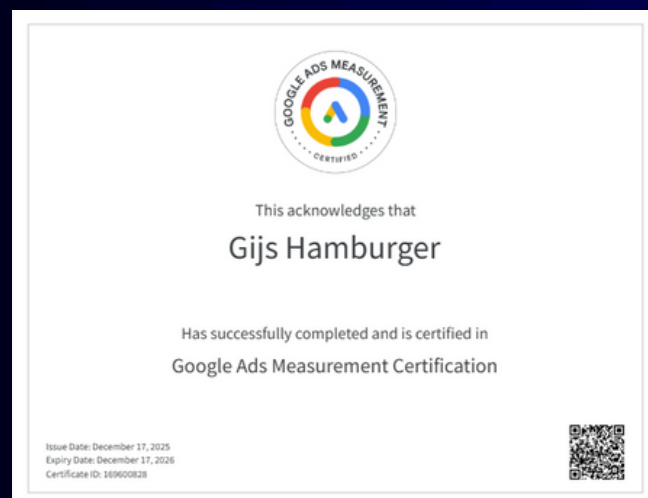 GOOGLE ADS MEASUREMENT
CERTIFIED
This acknowledges that
Gijs Hamburger
Has successfully completed and is certified in
Google Ads Measurement Certification
Issue Date: December 17, 2025
Expiry Date: December 17, 2026
Certificate ID: 169600828